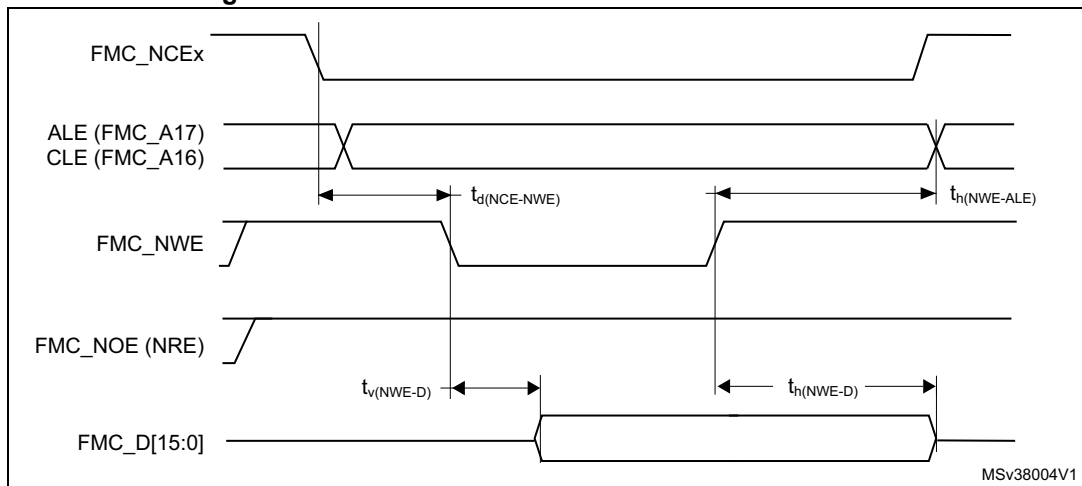 FMC_NCEx
ALE (FMC_A17)
CLE (FMC_A16)
td(NCE-NWE)
th(NWE-ALE)
FMC_NWE
FMC_NOE (NRE)
tv(NWE-D)
th(NWE-D)
FMC_D[15:0]
MSv38004V1